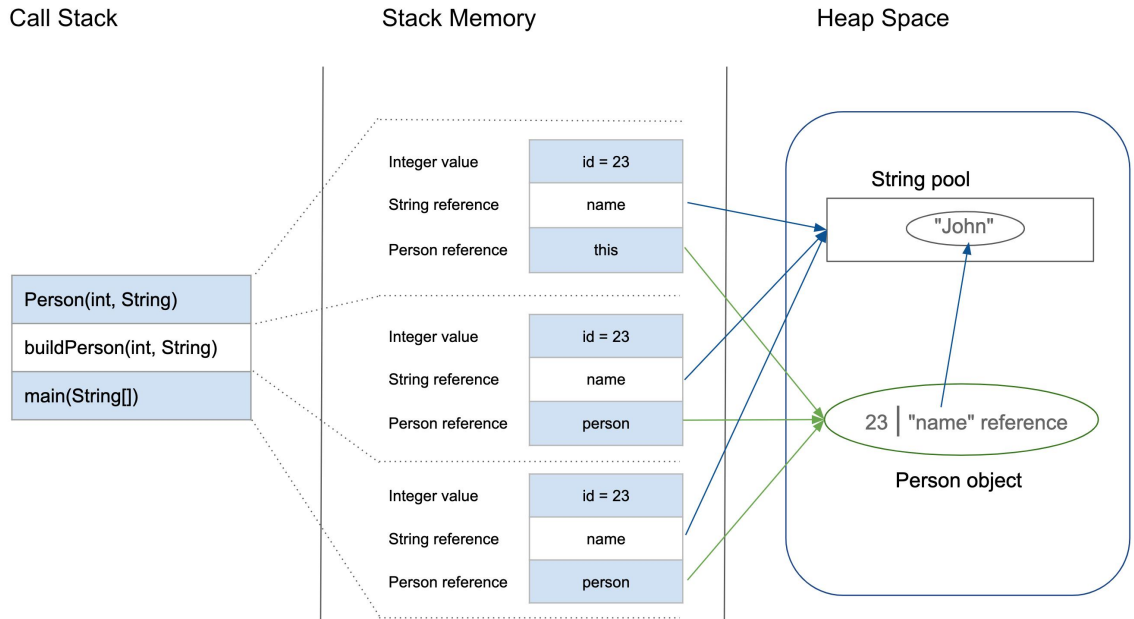 Call Stack
Stack Memory
Heap Space
Person(int, String)
buildPerson(int, String)
main(String[])
Integer value
id = 23
String reference
name
Person reference
this
Integer value
id = 23
String reference
name
Person reference
person
Integer value
id = 23
String reference
name
Person reference
person
String pool
"John"
23 | "name" reference
Person object